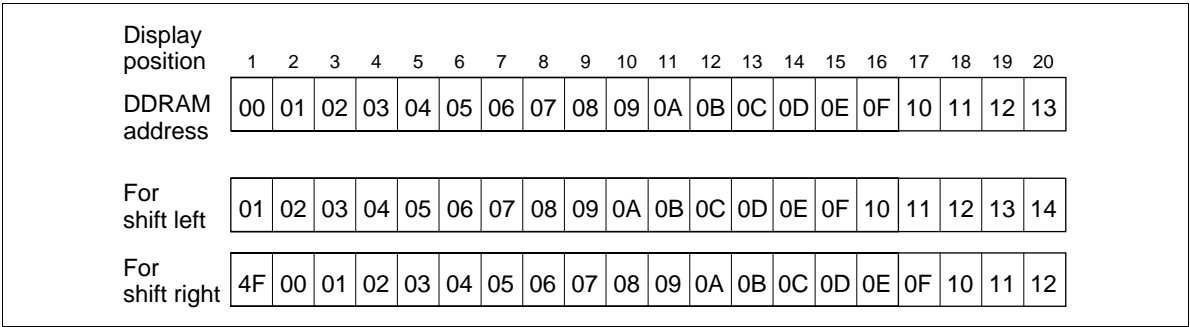 Display
position 1 2 3 4 5 6 7 8 9 10 11 12 13 14 15 16 17 18 19 20
DDRAM
address 00 01 02 03 04 05 06 07 08 09 0A 0B 0C 0D 0E 0F 10 11 12 13
For
shift left 01 02 03 04 05 06 07 08 09 0A 0B 0C 0D 0E 0F 10 11 12 13 14
For
shift right 4F 00 01 02 03 04 05 06 07 08 09 0A 0B 0C 0D 0E 0F 10 11 12